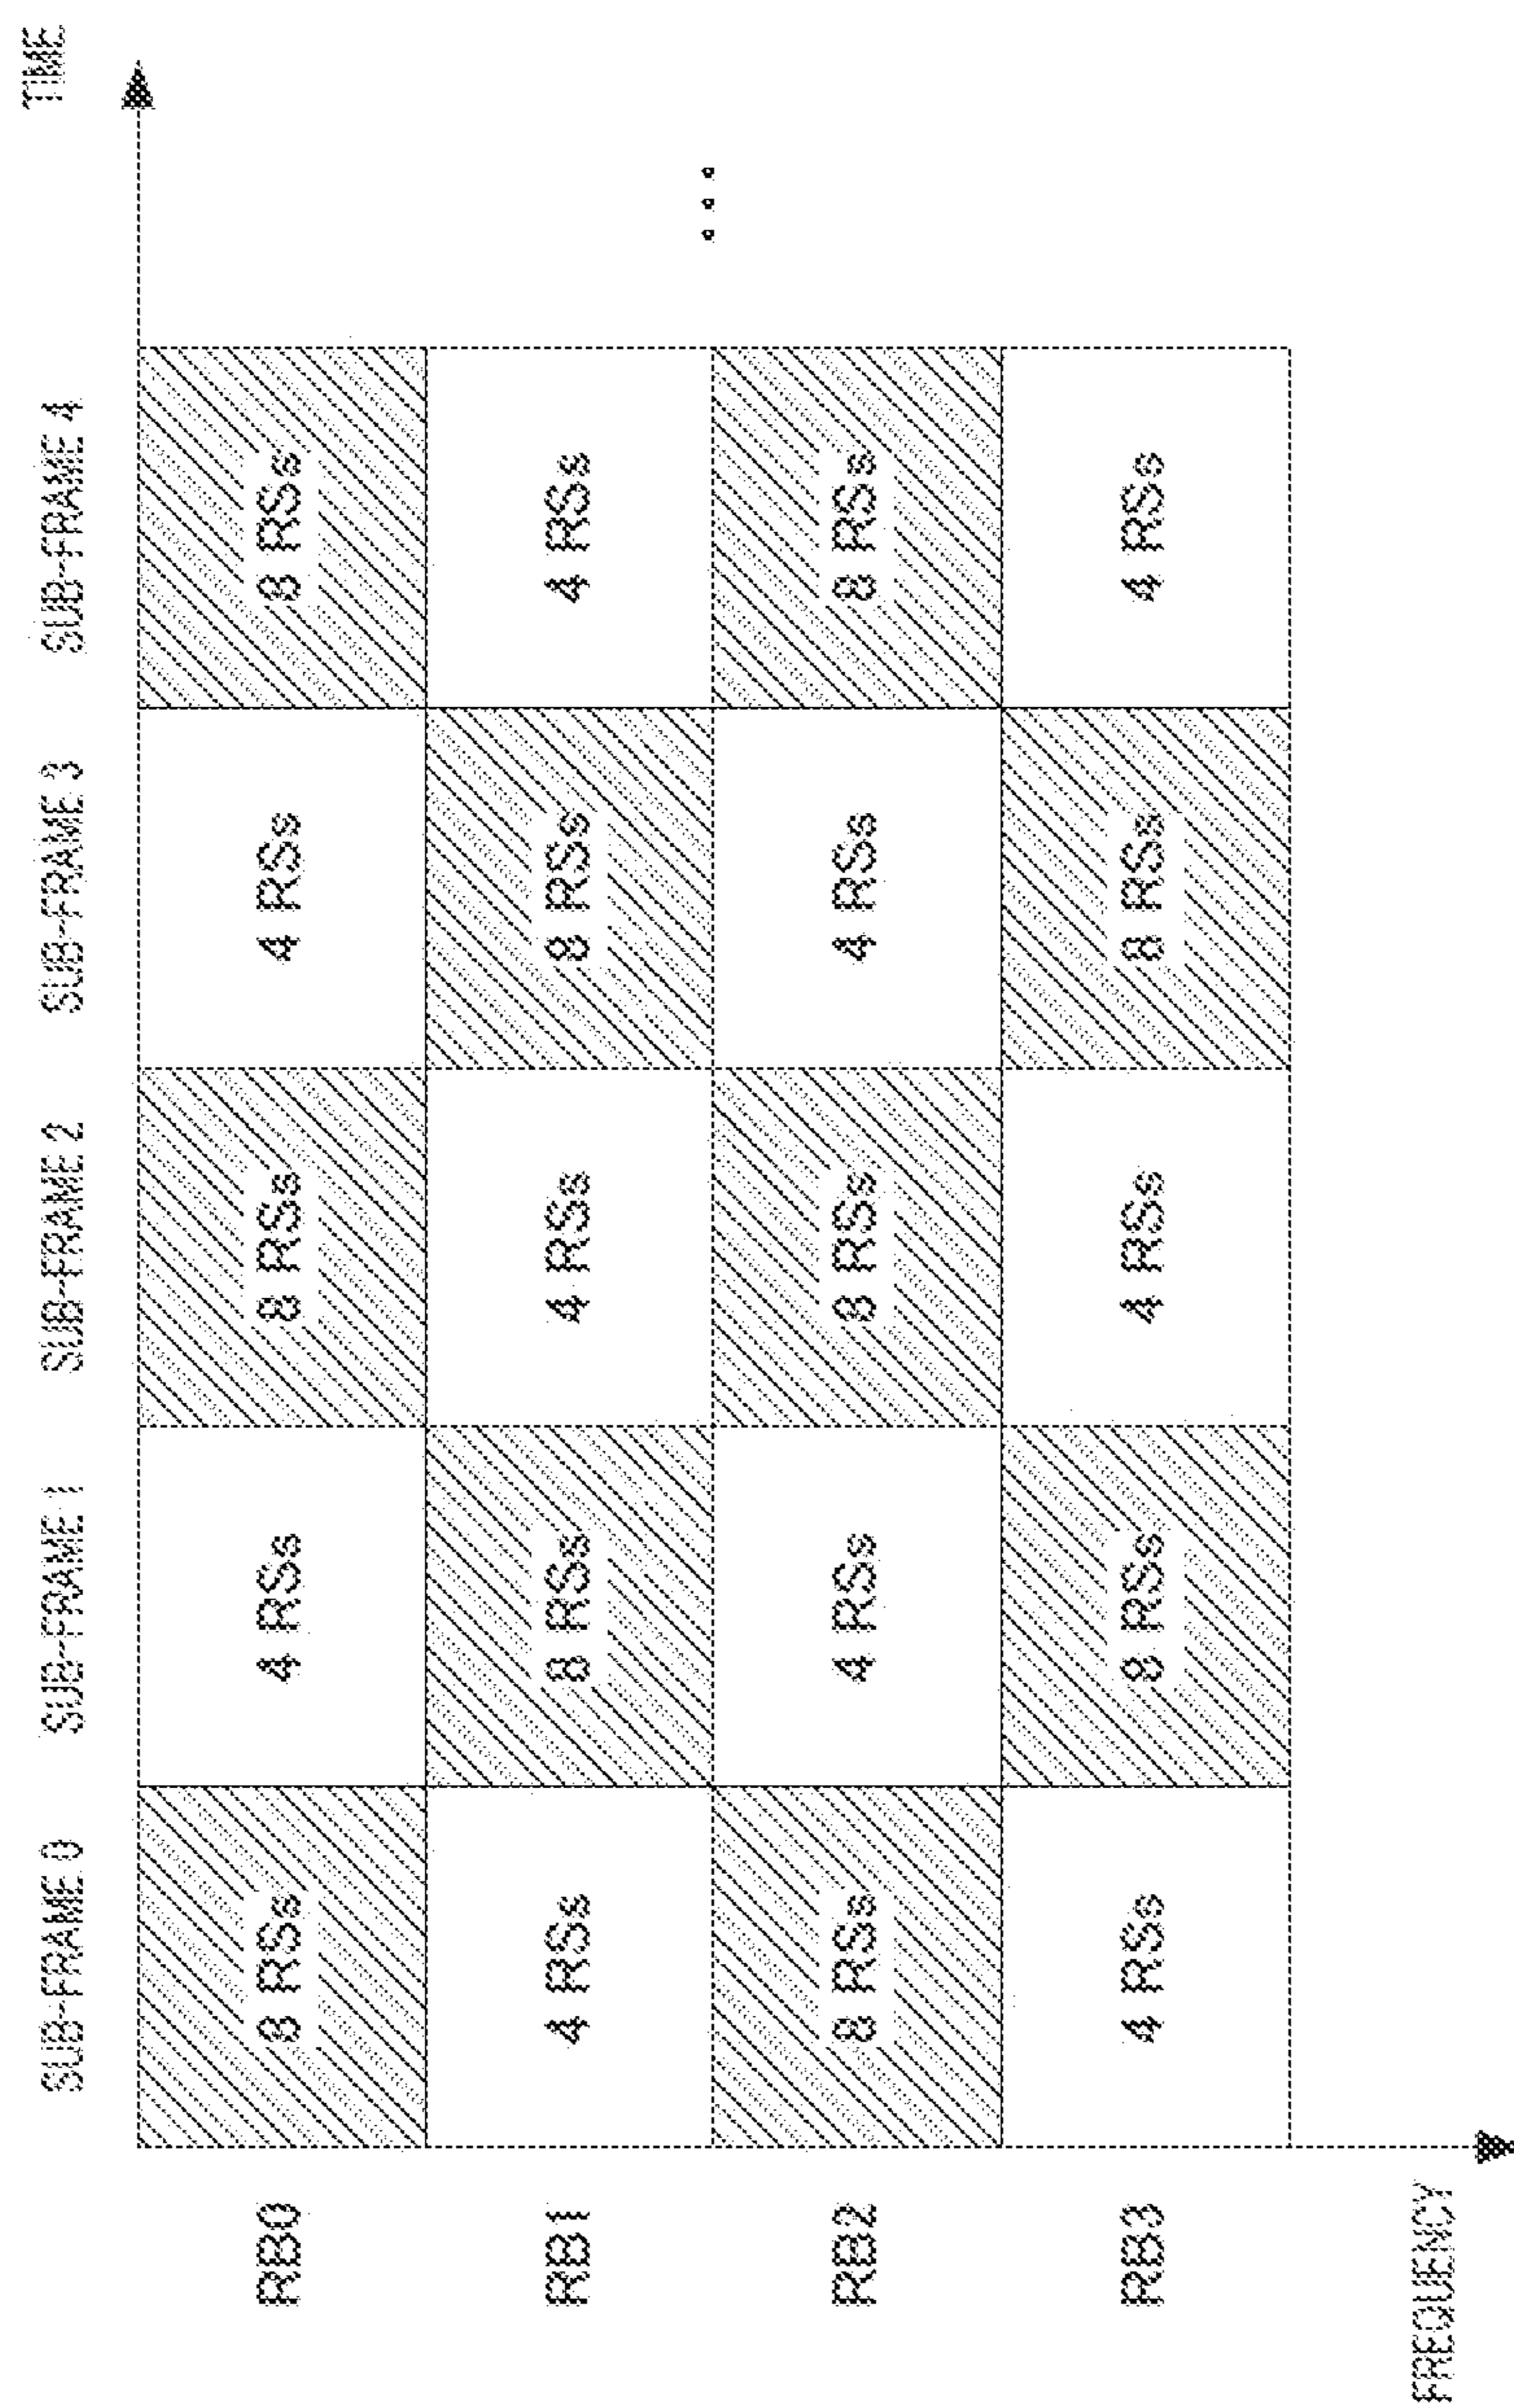 TIME
SUB-FRAME 0
SUB-FRAME 1
SUB-FRAME 2
SUB-FRAME 3
SUB-FRAME 4
RB0
8 RSs
4 RSs
8 RSs
4 RSs
8 RSs
RB1
4 RSs
8 RSs
4 RSs
8 RSs
4 RSs
...
RB2
8 RSs
4 RSs
8 RSs
4 RSs
8 RSs
RB3
4 RSs
8 RSs
4 RSs
8 RSs
4 RSs
FREQUENCY